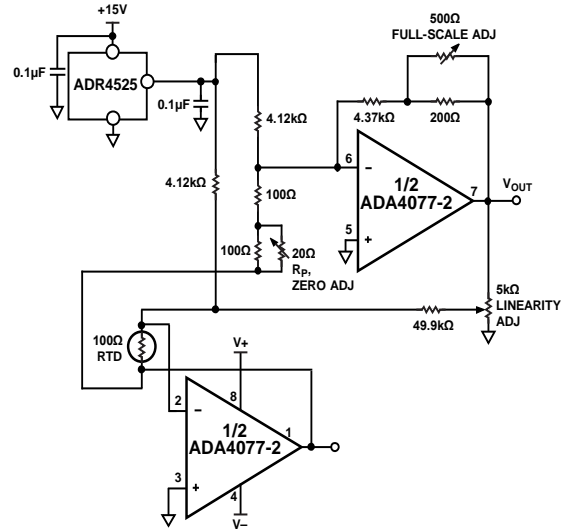 +15V
500Ω
FULL-SCALE ADJ
0.1µF
ADR4525
0.1µF
4.12kΩ
4.37kΩ
200Ω
4.12kΩ
6
1/2
ADA4077-2
7
VOUT
100Ω
5
100Ω
20Ω
RP,
ZERO ADJ
5kΩ
LINEARITY
ADJ
49.9kΩ
100Ω
RTD
V+
2
8
1/2
ADA4077-2
1
3
4
V–